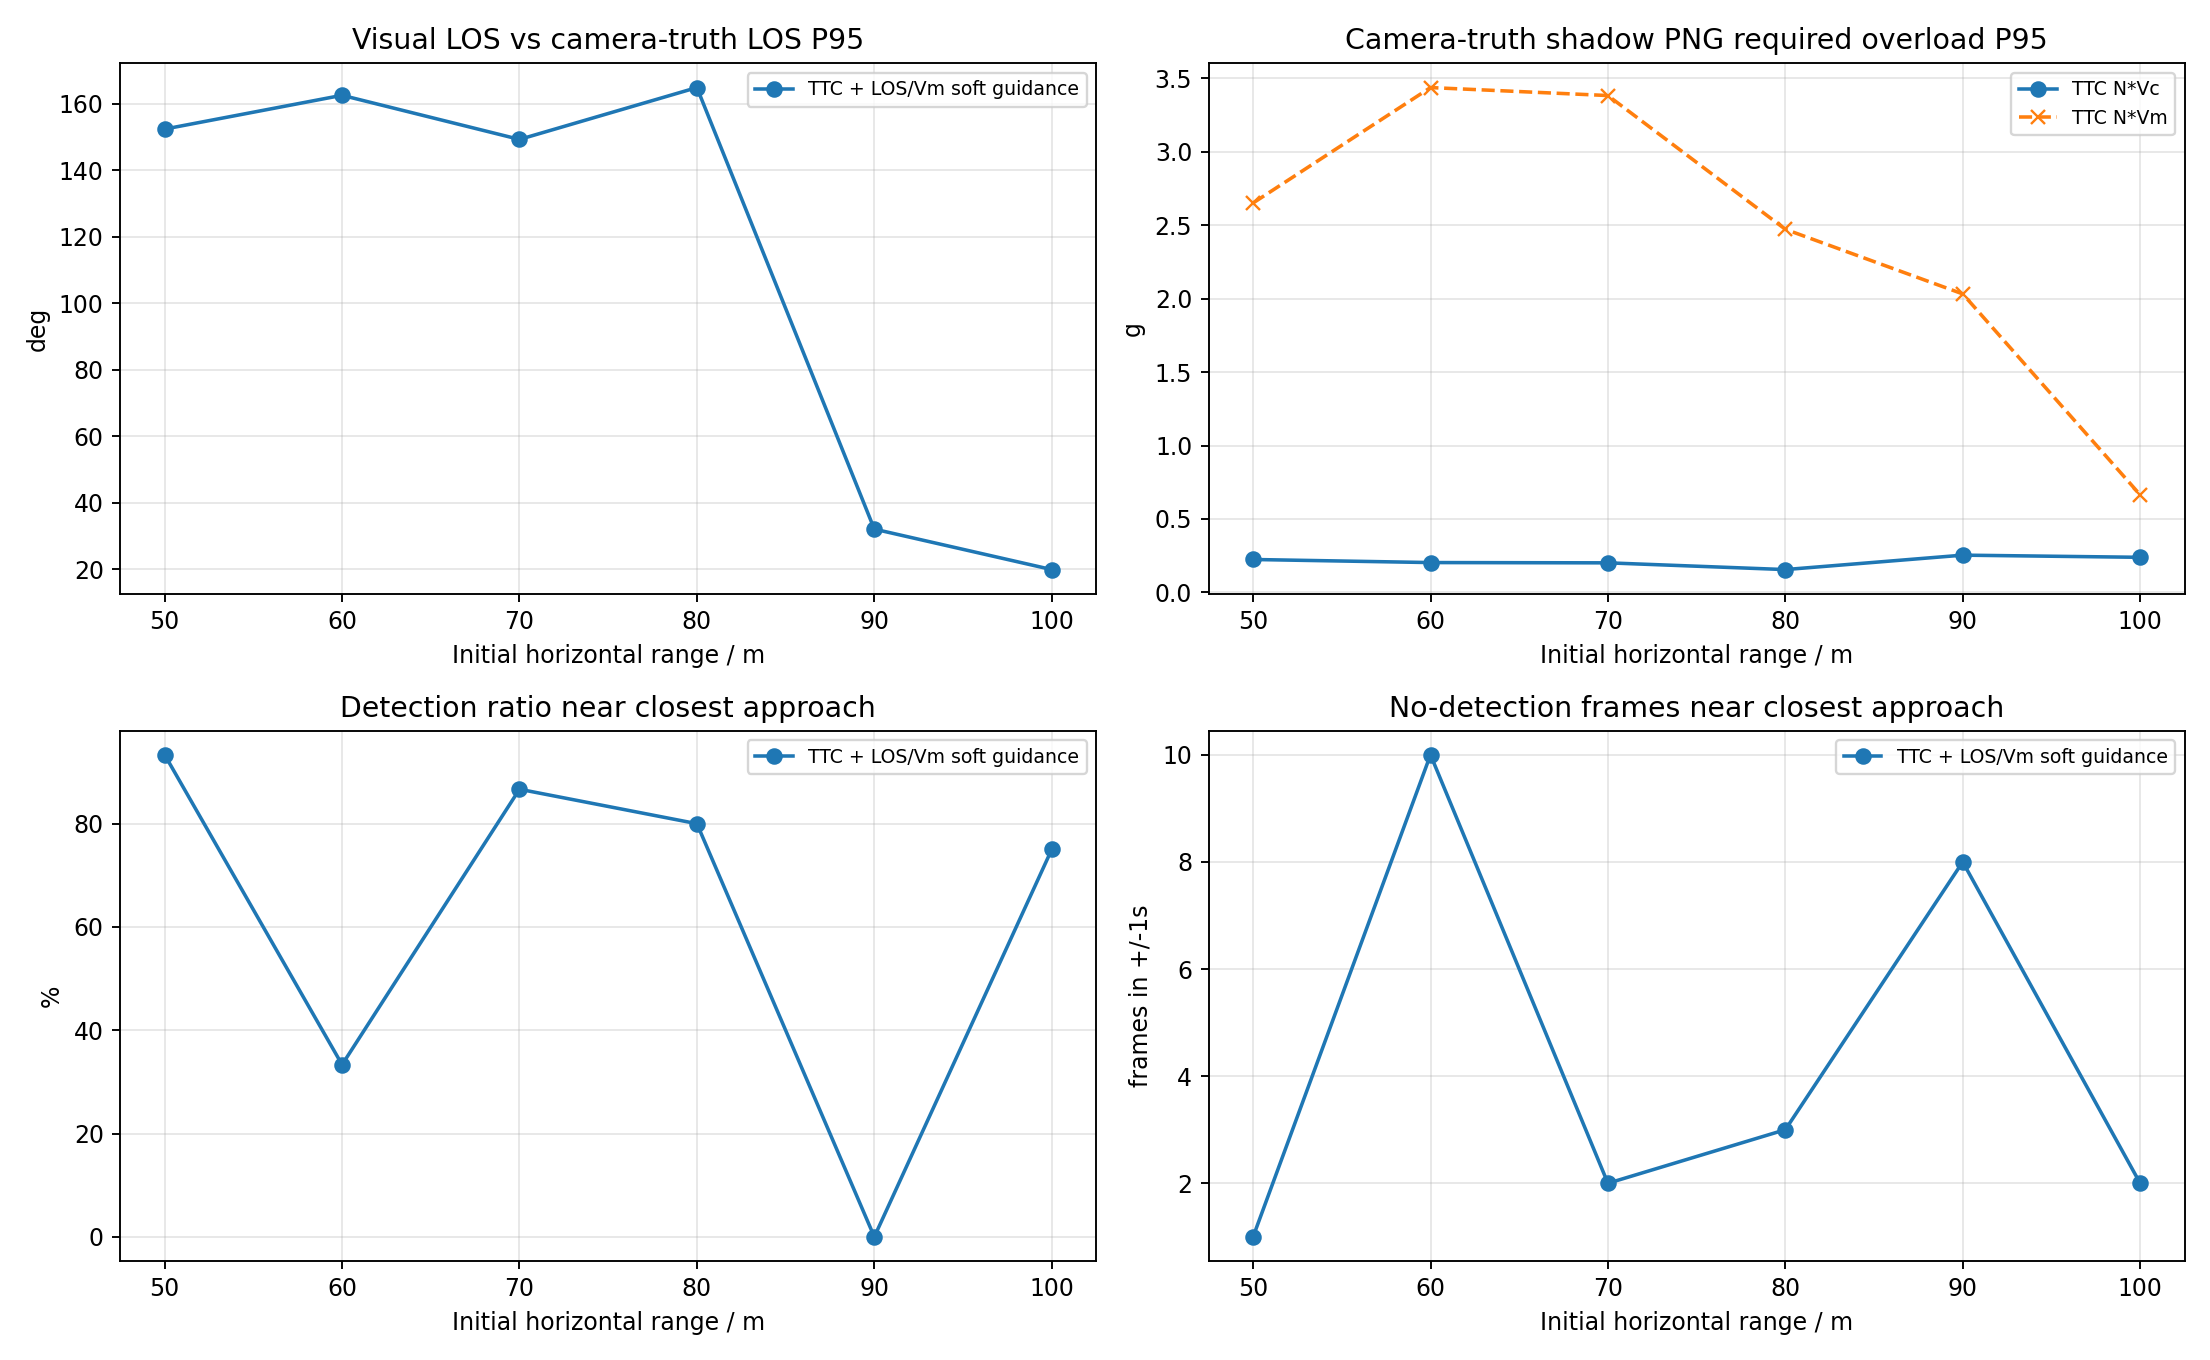 Visual LOS vs camera-truth LOS P95
TTC + LOS/Vm soft guidance
deg
160
140
120
100
80
60
40
20
50 60 70 80 90 100
Initial horizontal range / m
Camera-truth shadow PNG required overload P95
TTC N*Vc
TTC N*Vm
g
3.5
3.0
2.5
2.0
1.5
1.0
0.5
0.0
50 60 70 80 90 100
Initial horizontal range / m
Detection ratio near closest approach
TTC + LOS/Vm soft guidance
%
80
60
40
20
0
50 60 70 80 90 100
Initial horizontal range / m
No-detection frames near closest approach
TTC + LOS/Vm soft guidance
frames in +/-1s
10
8
6
4
2
50 60 70 80 90 100
Initial horizontal range / m